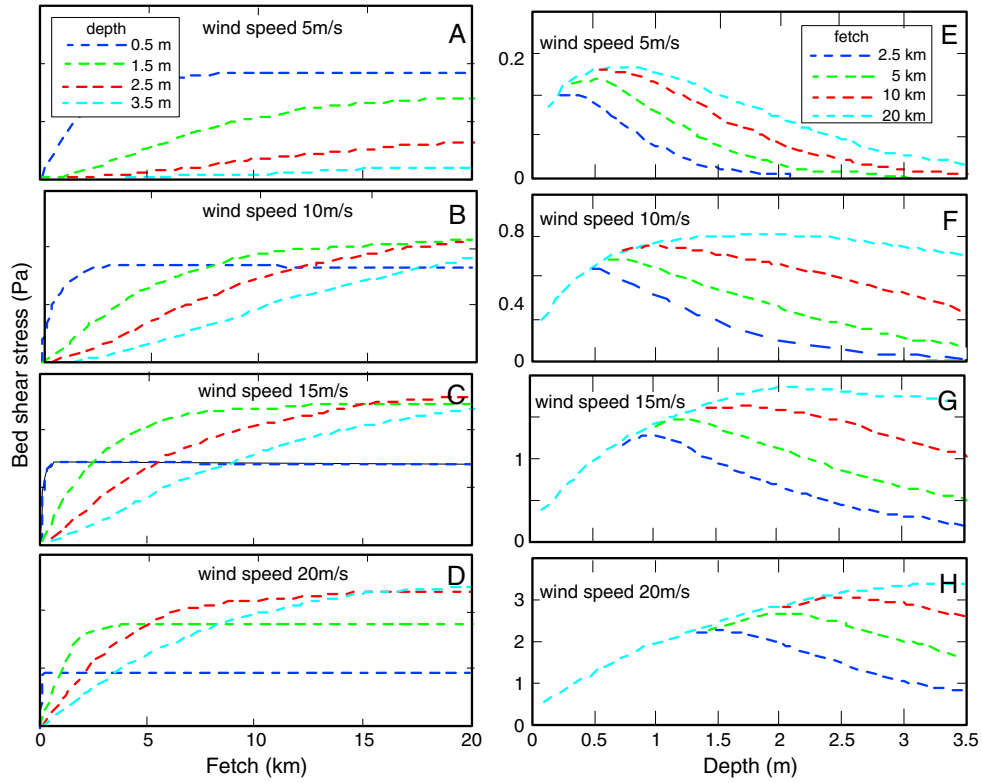 depth
0.5 m
1.5 m
2.5 m
3.5 m
wind speed 5m/s
A
wind speed 10m/s
B
wind speed 15m/s
C
wind speed 20m/s
D
Bed shear stress (Pa)
0
5
10
15
20
Fetch (km)
wind speed 5m/s
E
fetch
2.5 km
5 km
10 km
20 km
0.2
0
wind speed 10m/s
F
0.8
0.4
0
wind speed 15m/s
G
1
0
wind speed 20m/s
H
3
2
1
0
0
0.5
1
1.5
2
2.5
3
3.5
Depth (m)